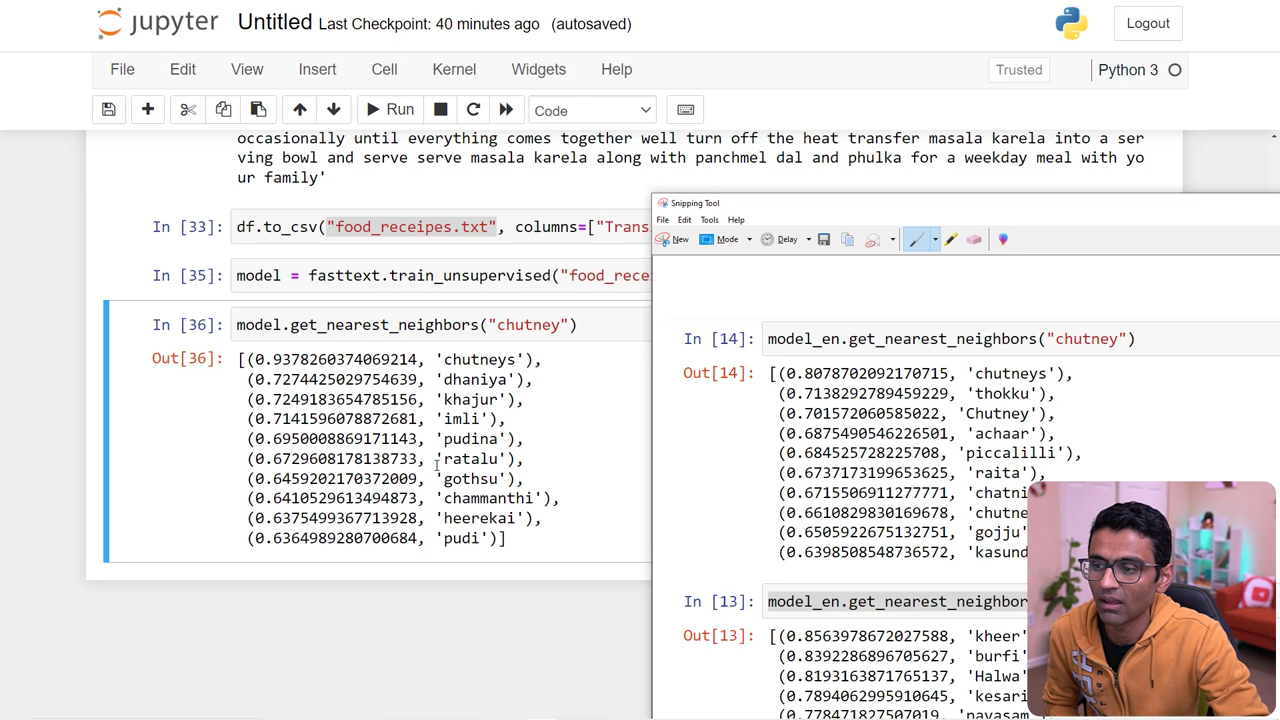 jupyter Untitled Last Checkpoint: 40 minutes ago (autosaved) Logout
File Edit View Insert Cell Kernel Widgets Help Trusted Python 3
Run Code
occasionally until everything comes together well turn off the heat transfer masala karela into a ser
ving bowl and serve serve masala karela along with panchmel dal and phulka for a weekday meal with yo
ur family'
In [33]: df.to_csv("food_receipes.txt", columns=["Trans
In [35]: model = fasttext.train_unsupervised("food_rece
In [36]: model.get_nearest_neighbors("chutney")
Out[36]: [(0.9378260374069214, 'chutneys'),
(0.7274425029754639, 'dhaniya'),
(0.7249183654785156, 'khajur'),
(0.7141596078872681, 'imli'),
(0.6950008869171143, 'pudina'),
(0.6729608178138733, 'ratalu'),
(0.6459202170372009, 'gothsu'),
(0.6410529613494873, 'chammanthi'),
(0.6375499367713928, 'heerekai'),
(0.6364989280700684, 'pudi')]
Snipping Tool
File Edit Tools Help
New Mode Delay
In [14]: model_en.get_nearest_neighbors("chutney")
Out[14]: [(0.8078702092170715, 'chutneys'),
(0.7138292789459229, 'thokku'),
(0.701572060585022, 'Chutney'),
(0.6875490546226501, 'achaar'),
(0.684525728225708, 'piccalilli'),
(0.6737173199653625, 'raita'),
(0.6715506911277771, 'chatni
(0.6610829830169678, 'chutne
(0.6505922675132751, 'gojju
(0.6398508548736572, 'kasund
In [13]: model_en.get_nearest_neighbor
Out[13]: [(0.8563978672027588, 'kheer'
(0.8392286896705627, 'burfi'
(0.8193163871765137, 'Halwa'
(0.7894062995910645, 'kesari
(0.778471827507019, 'payasam